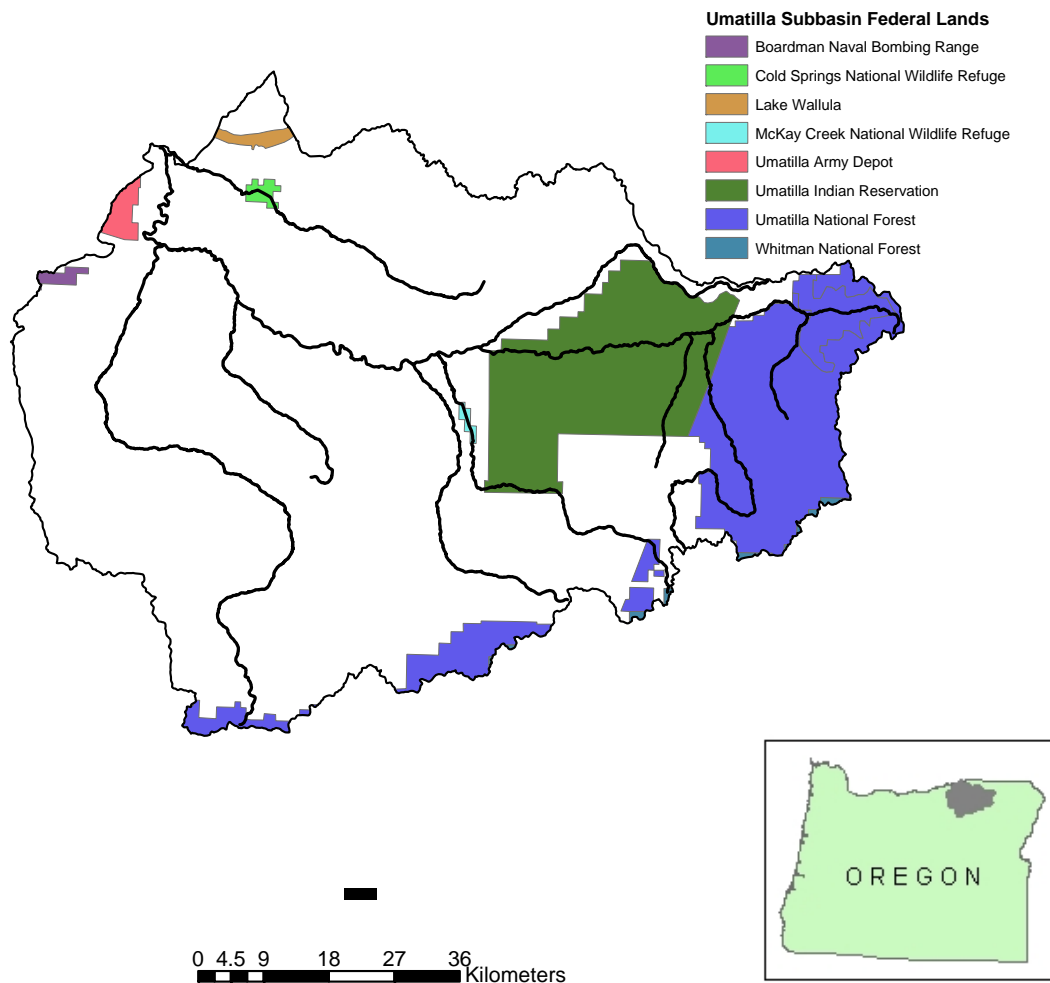 Umatilla Subbasin Federal Lands
Boardman Naval Bombing Range
Cold Springs National Wildlife Refuge
Lake Wallula
McKay Creek National Wildlife Refuge
Umatilla Army Depot
Umatilla Indian Reservation
Umatilla National Forest
Whitman National Forest
OREGON
0 4.5 9 18 27 36
Kilometers